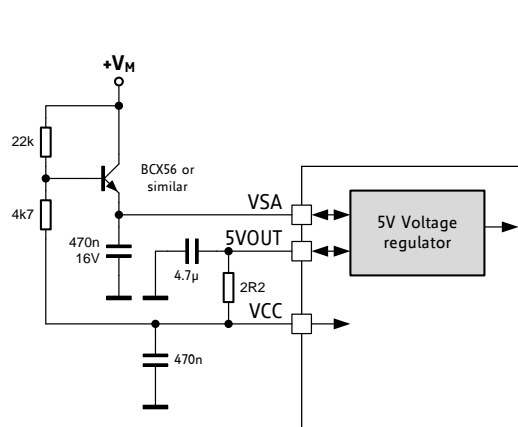 +VM
22k
BCX56 or
similar
4k7
VSA
5V Voltage
regulator
470n
16V
5VOUT
4.7µ
2R2
VCC
470n